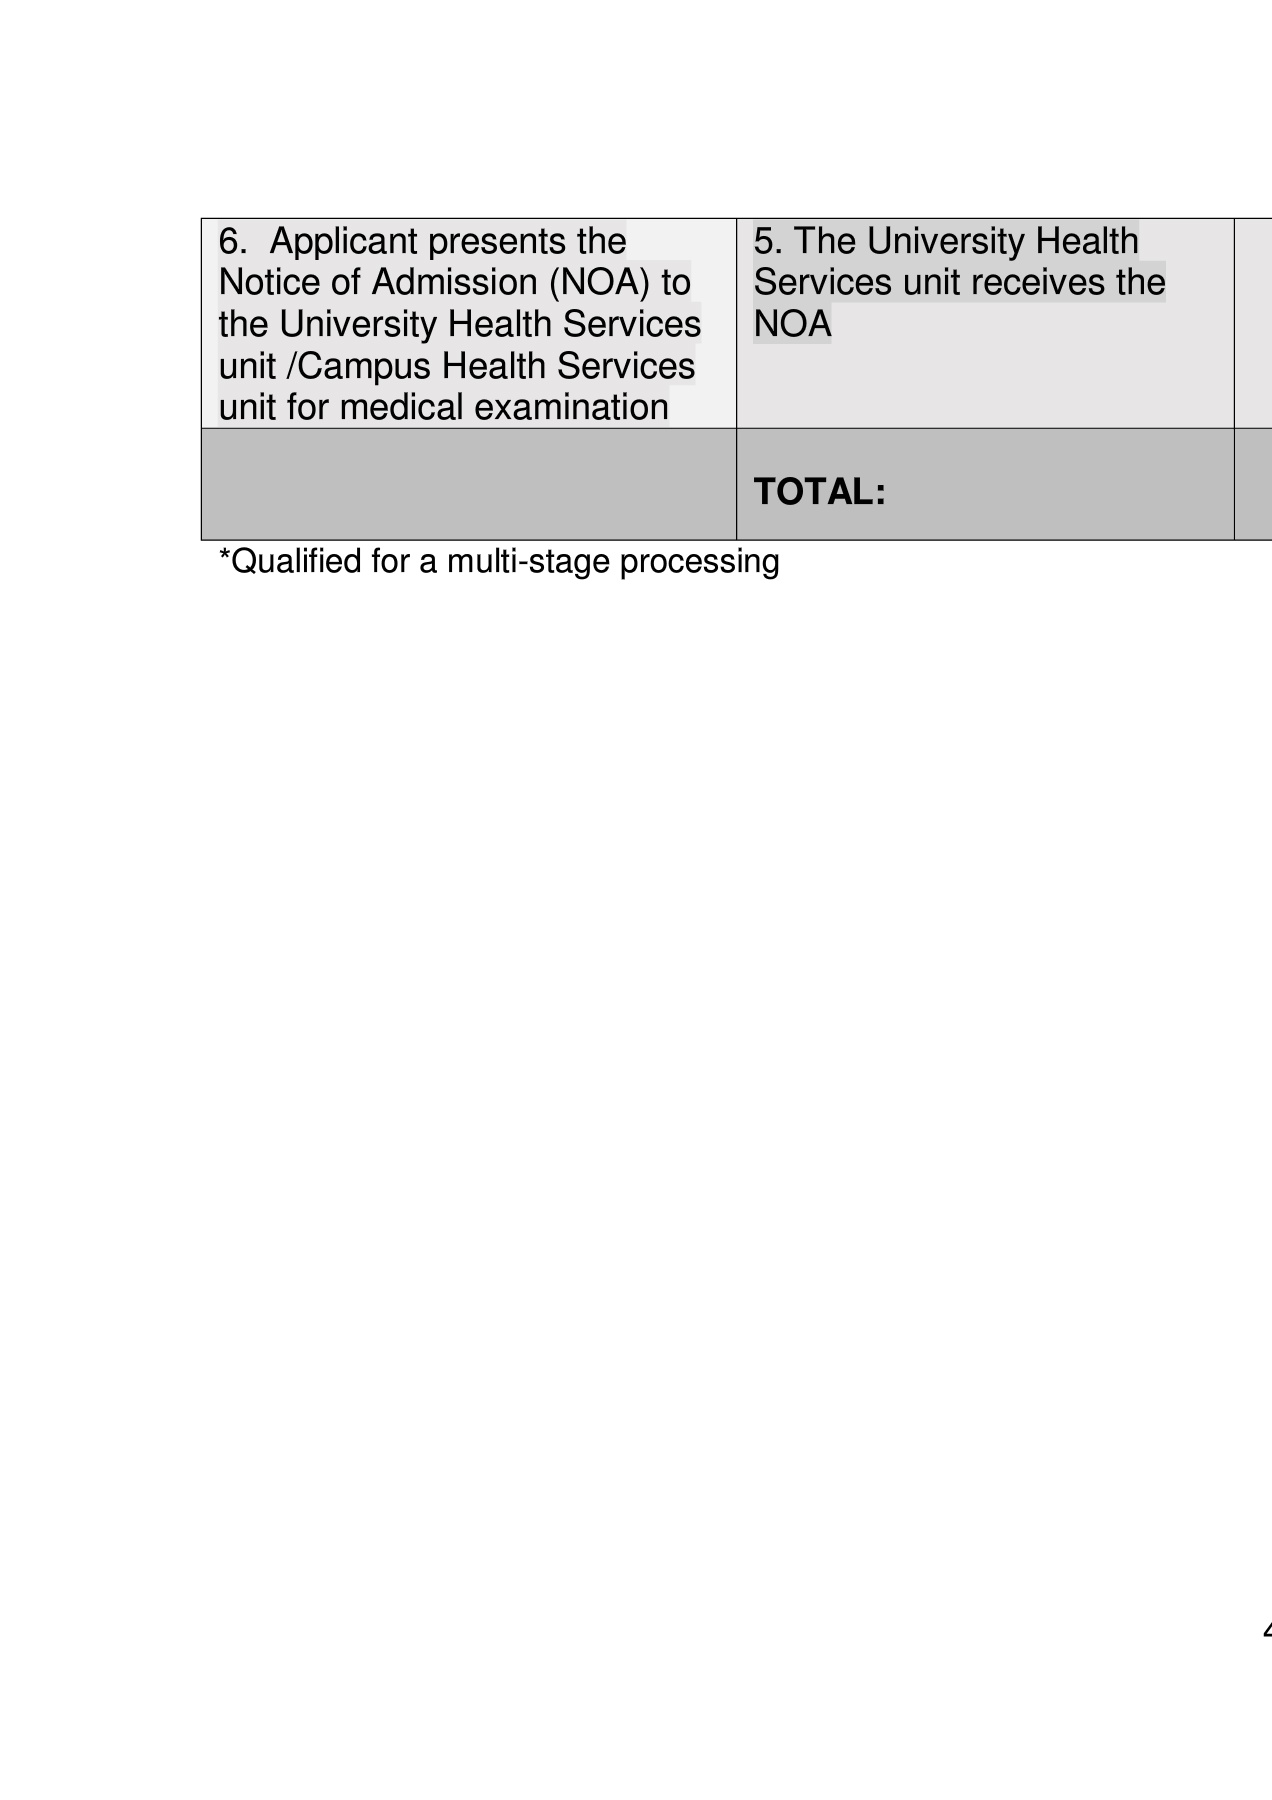 6. Applicant presents the
Notice of Admission (NOA) to
the University Health Services
unit /Campus Health Services
unit for medical examination
5. The University Health
Services unit receives the
NOA
TOTAL:
*Qualified for a multi-stage processing